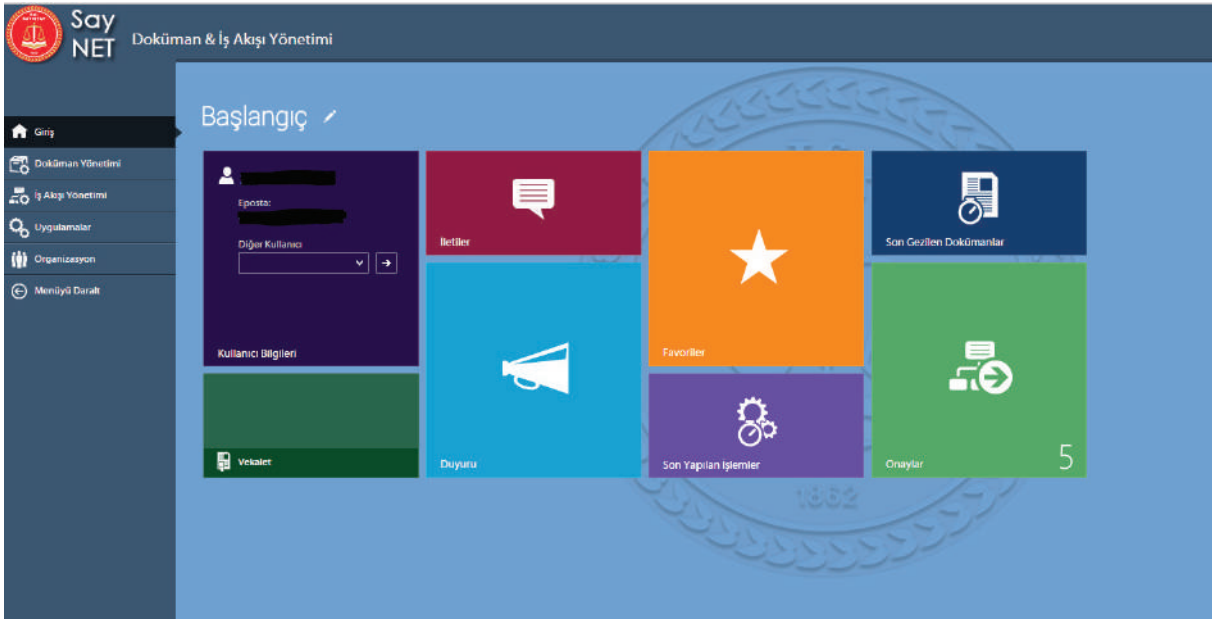 Say
NET
Doküman & İş Akışı Yönetimi
Başlangıç
Giriş
Doküman Yönetimi
İş Akışı Yönetimi
Uygulamalar
Organizasyon
Menüyü Daralt
Eposta:
Diğer Kullanıcı
Kullanıcı Bilgileri
Vekalet
İletiler
Duyuru
Favoriler
Son Yapılan İşlemler
Son Gezilen Dokümanlar
Onaylar
5
1862